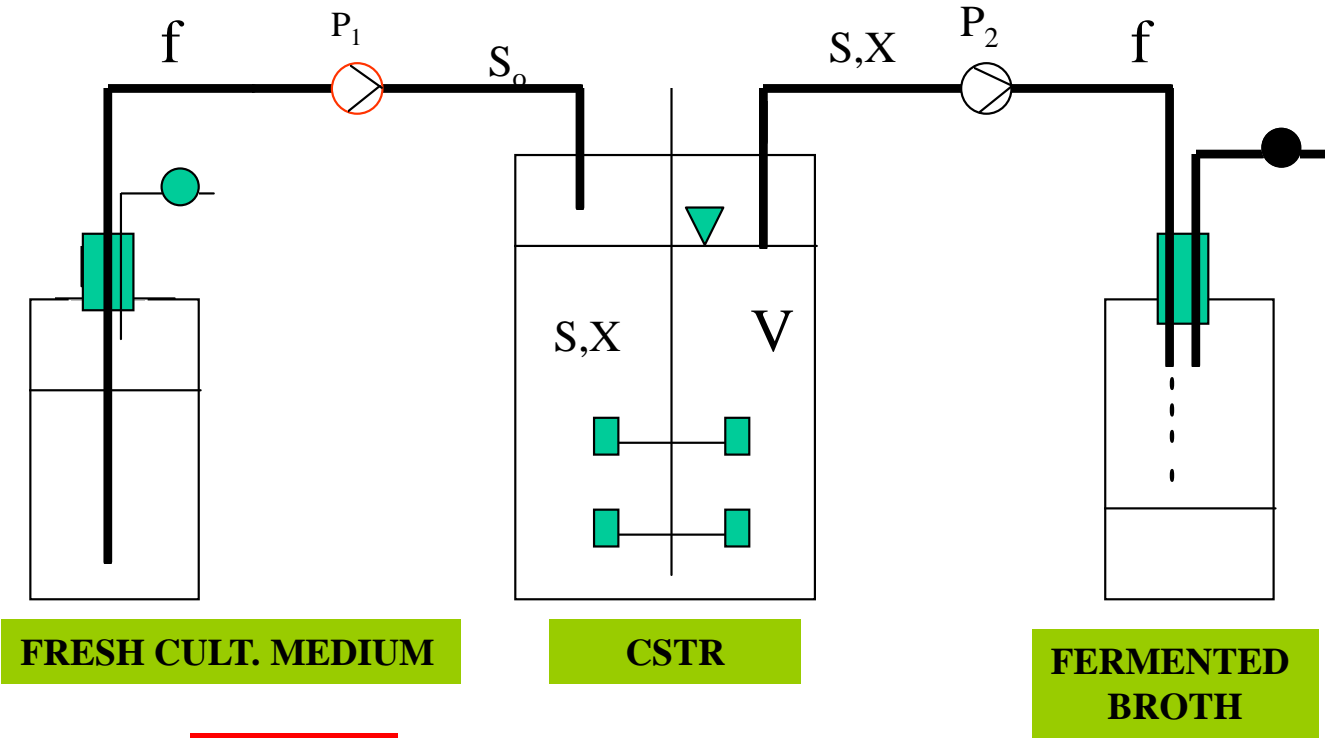 f
P₁
Sₒ
S,X
P₂
f
S,X
V
FRESH CULT. MEDIUM
CSTR
FERMENTED
BROTH